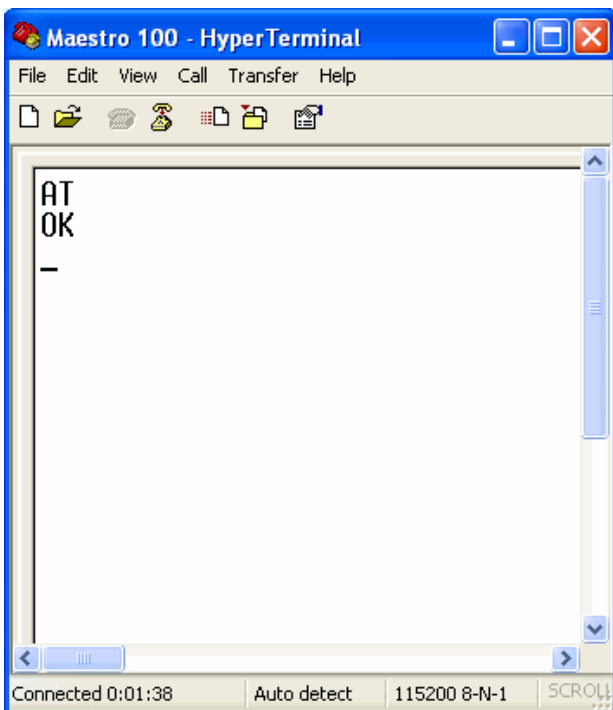 Maestro 100 - HyperTerminal
File Edit View Call Transfer Help
AT
OK
_
Connected 0:01:38 Auto detect 115200 8-N-1 SCROLL